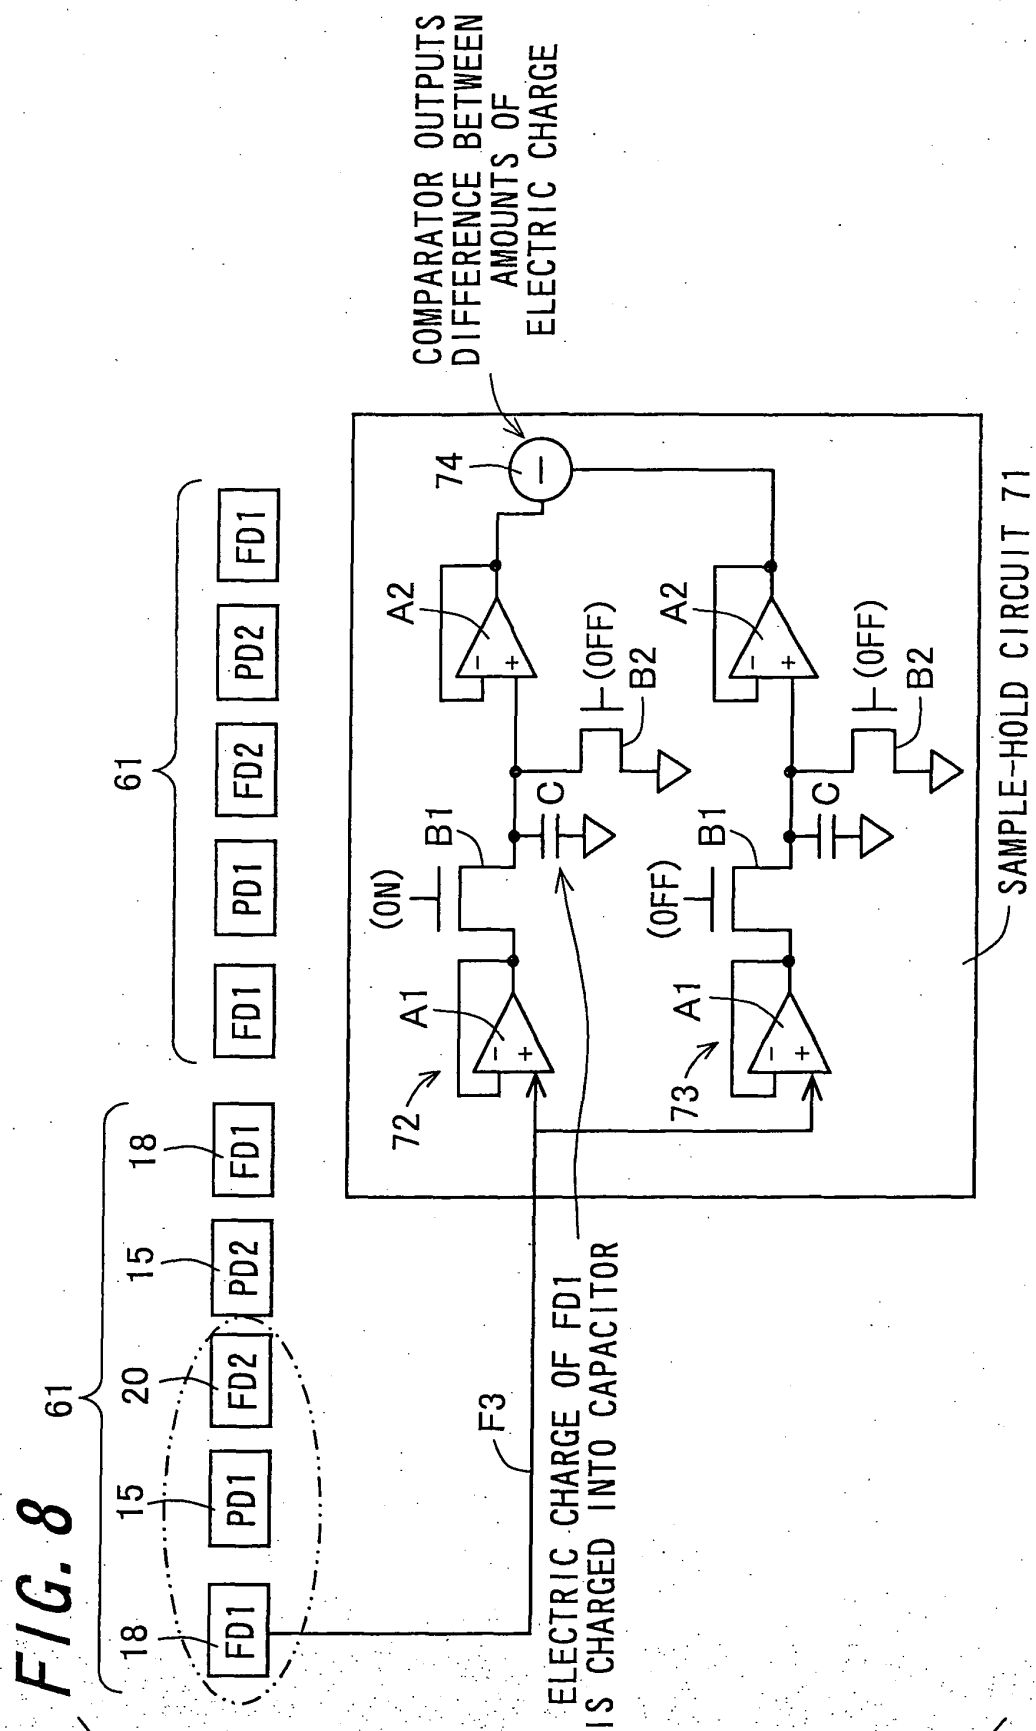 FIG. 8
61
61
18
15
20
15
18
FD1
PD1
FD2
PD2
FD1
FD1
PD1
FD2
PD2
FD1
F3
ELECTRIC CHARGE OF FD1
IS CHARGED INTO CAPACITOR
COMPARATOR OUTPUTS
DIFFERENCE BETWEEN
AMOUNTS OF
ELECTRIC CHARGE
72
A1
-
+
(ON)
B1
C
(OFF)
B2
A2
-
+
74
-
73
A1
-
+
(OFF)
B1
C
(OFF)
B2
A2
-
+
SAMPLE-HOLD CIRCUIT 71